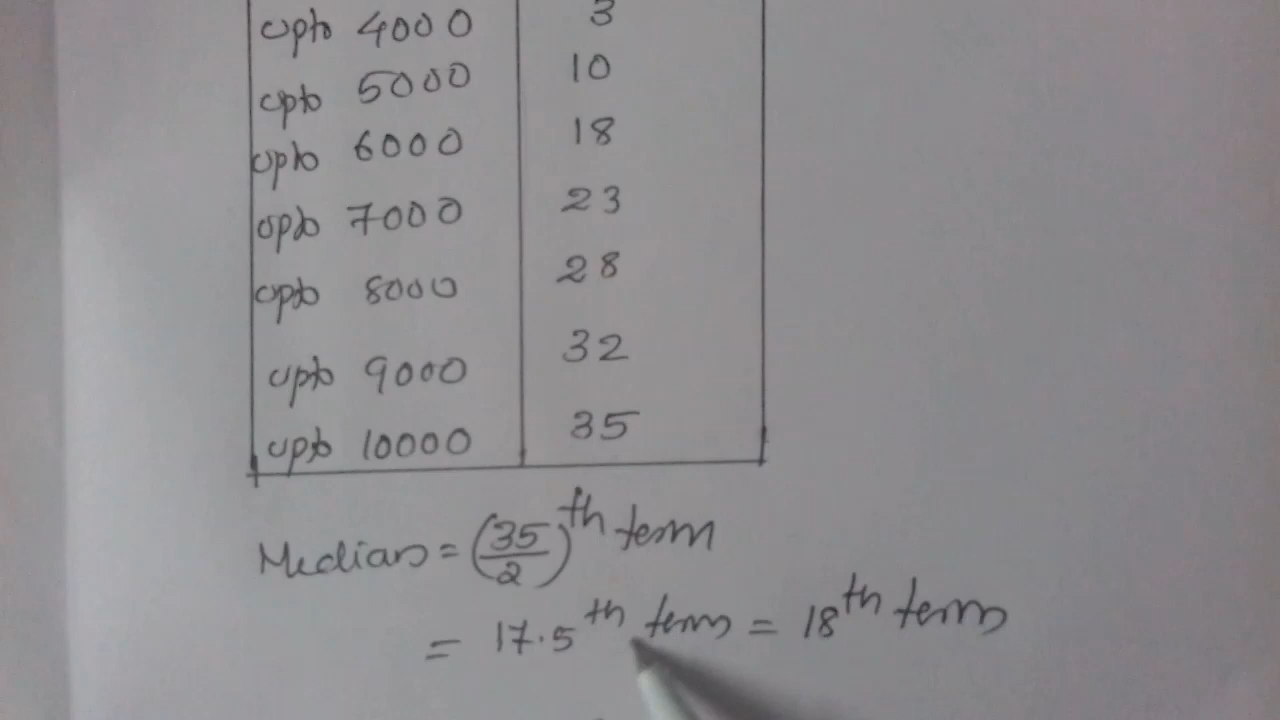 upto 4000 3
upto 5000 10
upto 6000 18
upto 7000 23
upto 8000 28
upto 9000 32
upto 10000 35
Median = (35/2)th term
= 17.5th term = 18th term